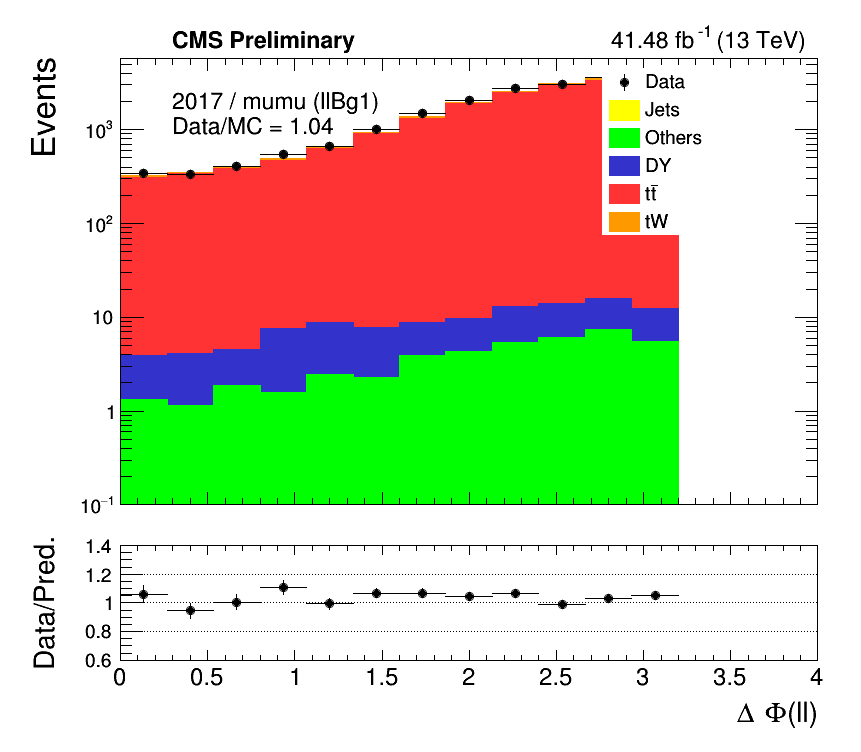 CMS Preliminary 41.48 fb⁻¹ (13 TeV)
Events
2017 / mumu (llBg1)
Data/MC = 1.04
Data
Jets
Others
DY
tt̄
tW
10³
10²
10
1
10⁻¹
Data/Pred.
1.4
1.2
1
0.8
0.6
0 0.5 1 1.5 2 2.5 3 3.5 4
Δ Φ(ll)